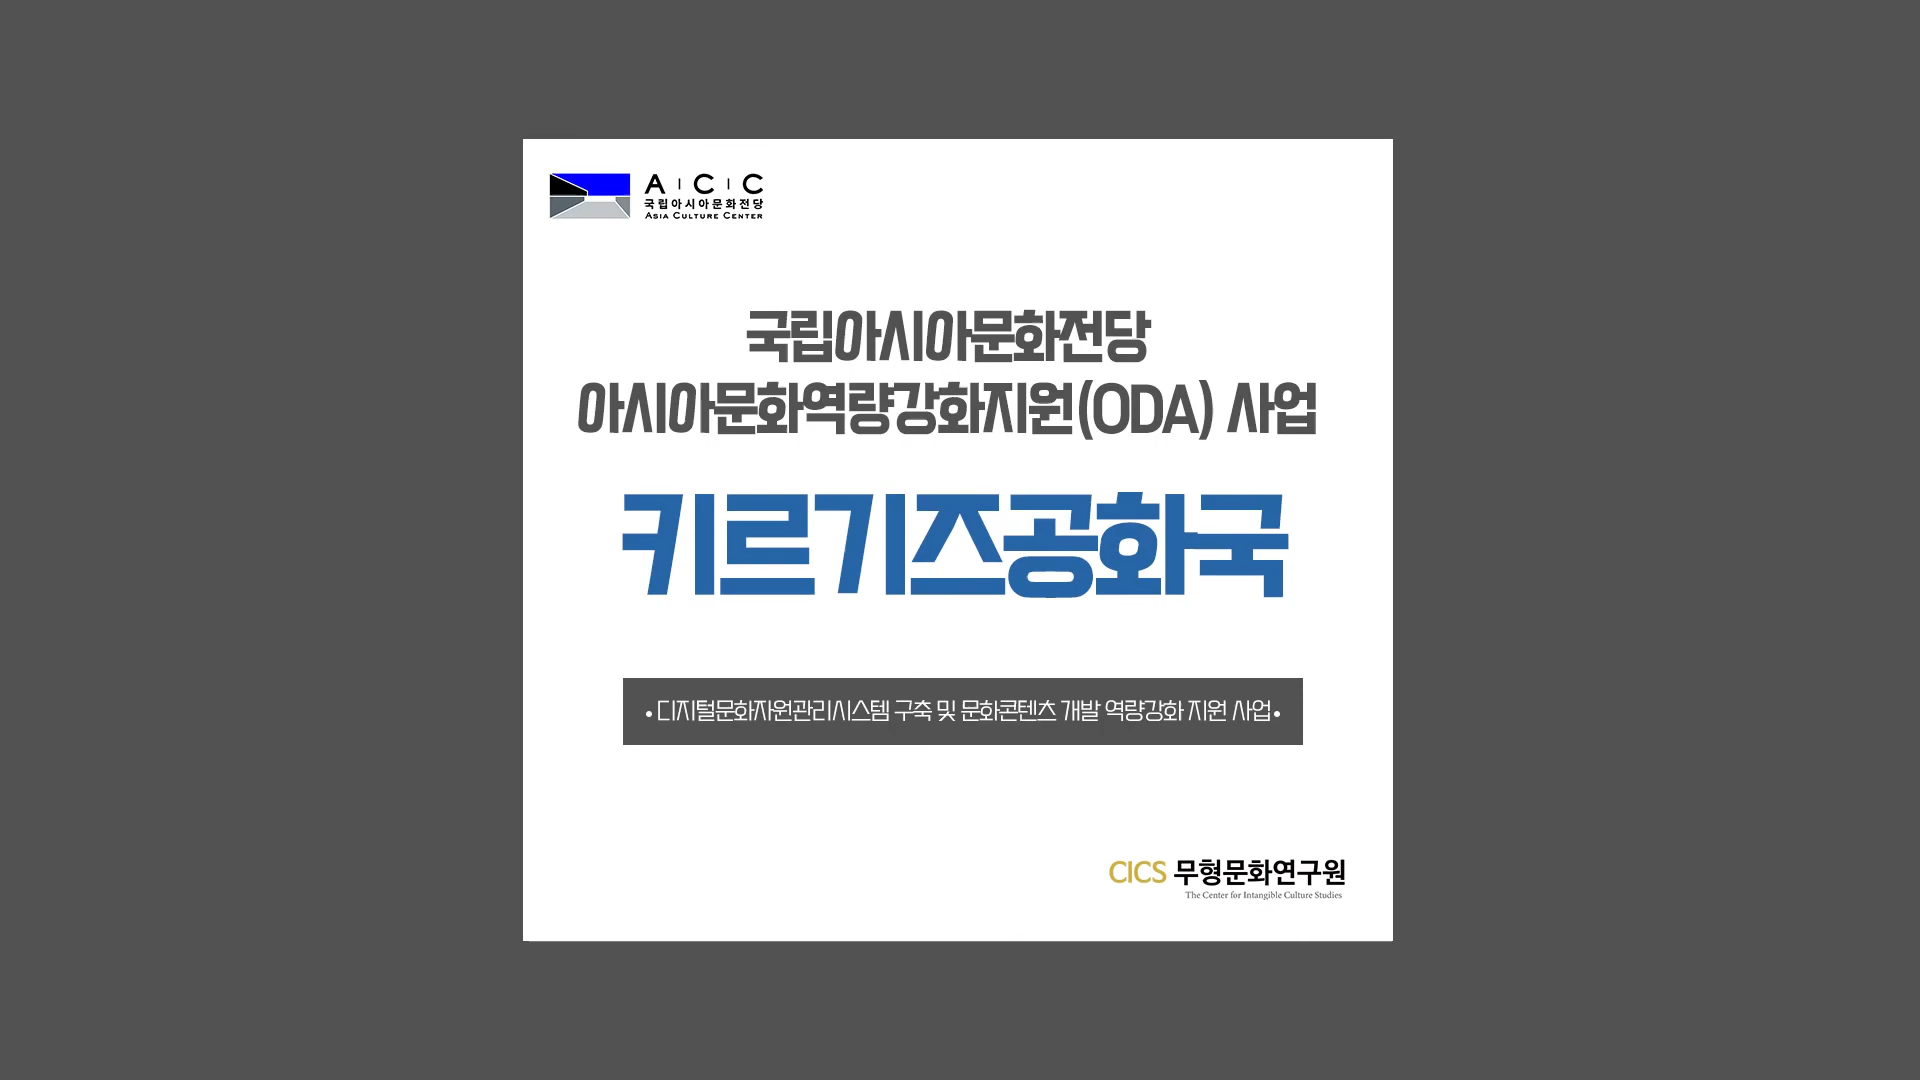 A | C | C
국립아시아문화전당
ASIA CULTURE CENTER
국립아시아문화전당
아시아문화역량강화지원(ODA) 사업
키르기즈공화국
• 디지털문화자원관리시스템 구축 및 문화콘텐츠 개발 역량강화 지원 사업 •
CICS 무형문화연구원
The Center for Intangible Culture Studies